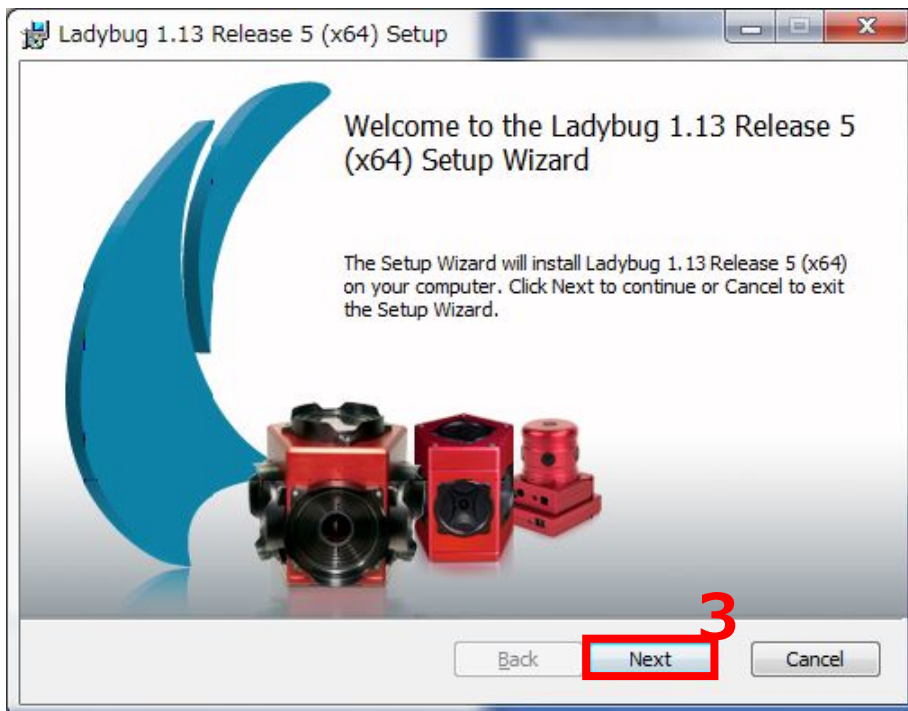 Ladybug 1.13 Release 5 (x64) Setup
Welcome to the Ladybug 1.13 Release 5
(x64) Setup Wizard
The Setup Wizard will install Ladybug 1.13 Release 5 (x64)
on your computer. Click Next to continue or Cancel to exit
the Setup Wizard.
3
Back Next Cancel